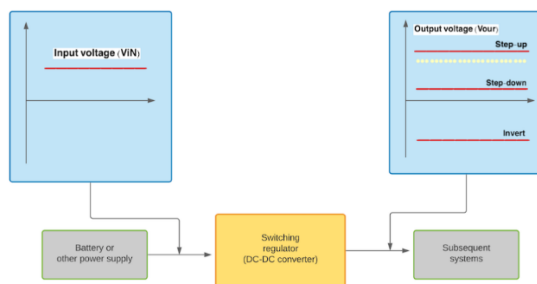 Input voltage (ViN)
Output voltage (Vour)
Step-up
Step-down
Invert
Battery or
other power supply
Switching
regulator
(DC-DC converter)
Subsequent
systems